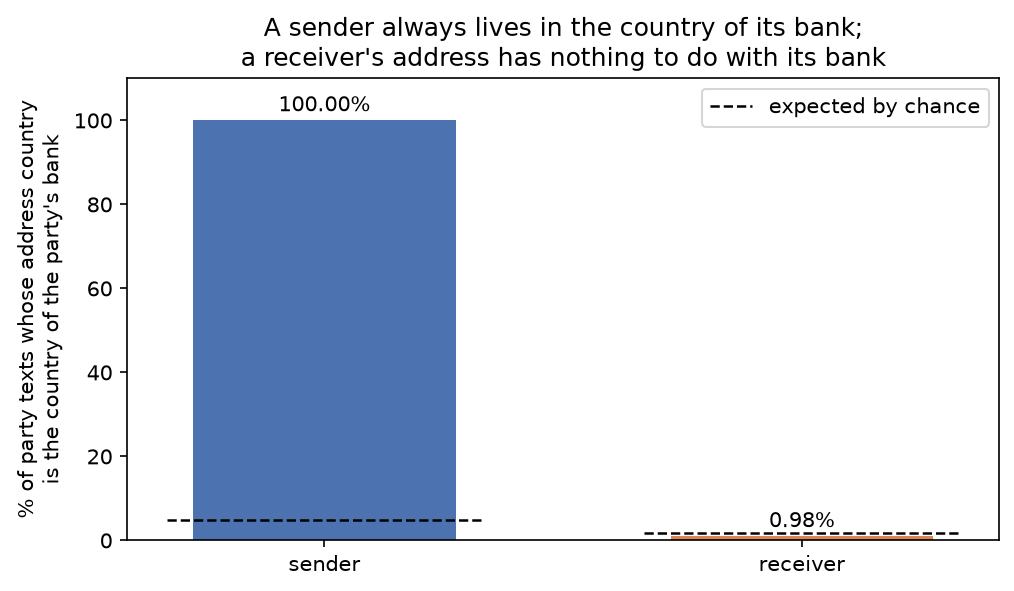 A sender always lives in the country of its bank;
a receiver's address has nothing to do with its bank
% of party texts whose address country
is the country of the party's bank
100
80
60
40
20
0
100.00%
0.98%
expected by chance
sender
receiver